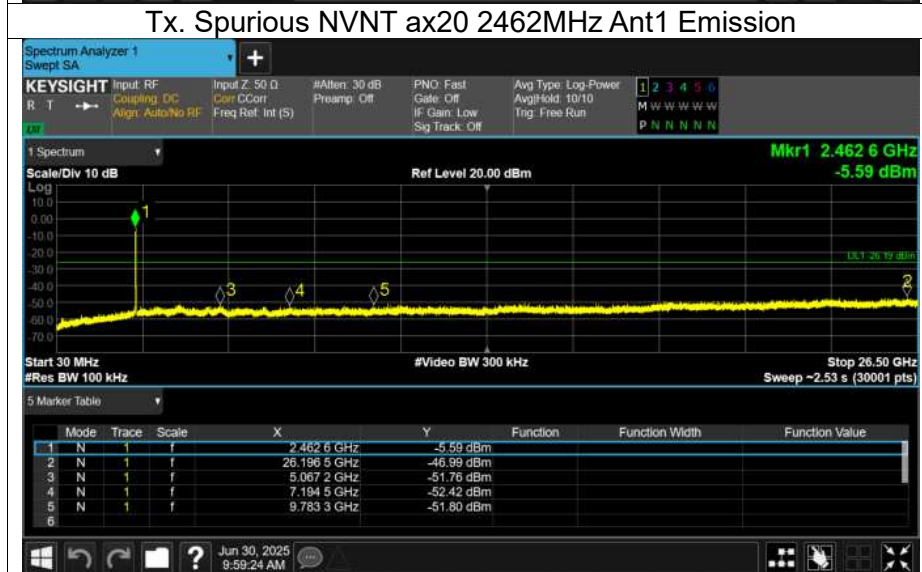 Tx. Spurious NVNT ax20 2462MHz Ant1 Emission
Spectrum Analyzer 1
Swept SA
+
KEYSIGHT Input: RF Input Z: 50 Ω #Atten: 30 dB PNO: Fast Avg Type: Log-Power 1 2 3 4 5 6
R T Coupling: DC Corr CCorr Preamp: Off Gate: Off Avg|Hold: 10/10 M W W W W W
Align: Auto/No RF Freq Ref: Int (S) IF Gain: Low Trig: Free Run
Sig Track: Off P N N N N N
LXI
1 Spectrum
Mkr1 2.462 6 GHz
Scale/Div 10 dB Ref Level 20.00 dBm -5.59 dBm
Log
10.0
0.00
-10.0
-20.0
-30.0
-40.0
-50.0
-60.0
-70.0
1
3
4
5
2
DL1 -26.19 dBm
Start 30 MHz #Video BW 300 kHz Stop 26.50 GHz
#Res BW 100 kHz Sweep ~2.53 s (30001 pts)
5 Marker Table
Mode Trace Scale X Y Function Function Width Function Value
1 N 1 f 2.462 6 GHz -5.59 dBm
2 N 1 f 26.196 5 GHz -46.99 dBm
3 N 1 f 5.067 2 GHz -51.76 dBm
4 N 1 f 7.194 5 GHz -52.42 dBm
5 N 1 f 9.783 3 GHz -51.80 dBm
6
? Jun 30, 2025
9:59:24 AM